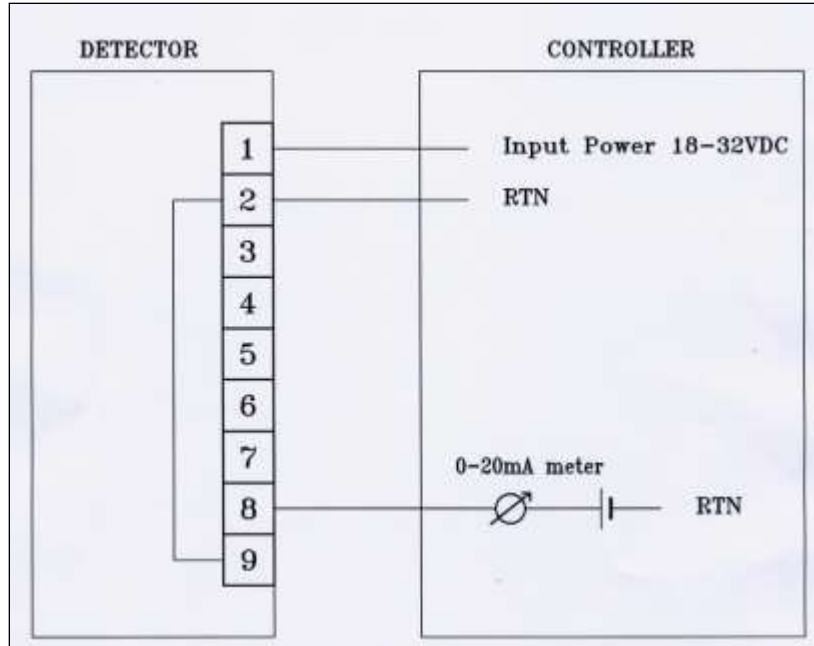 DETECTOR
CONTROLLER
1
Input Power 18-32VDC
2
RTN
3
4
5
6
7
0-20mA meter
8
RTN
9